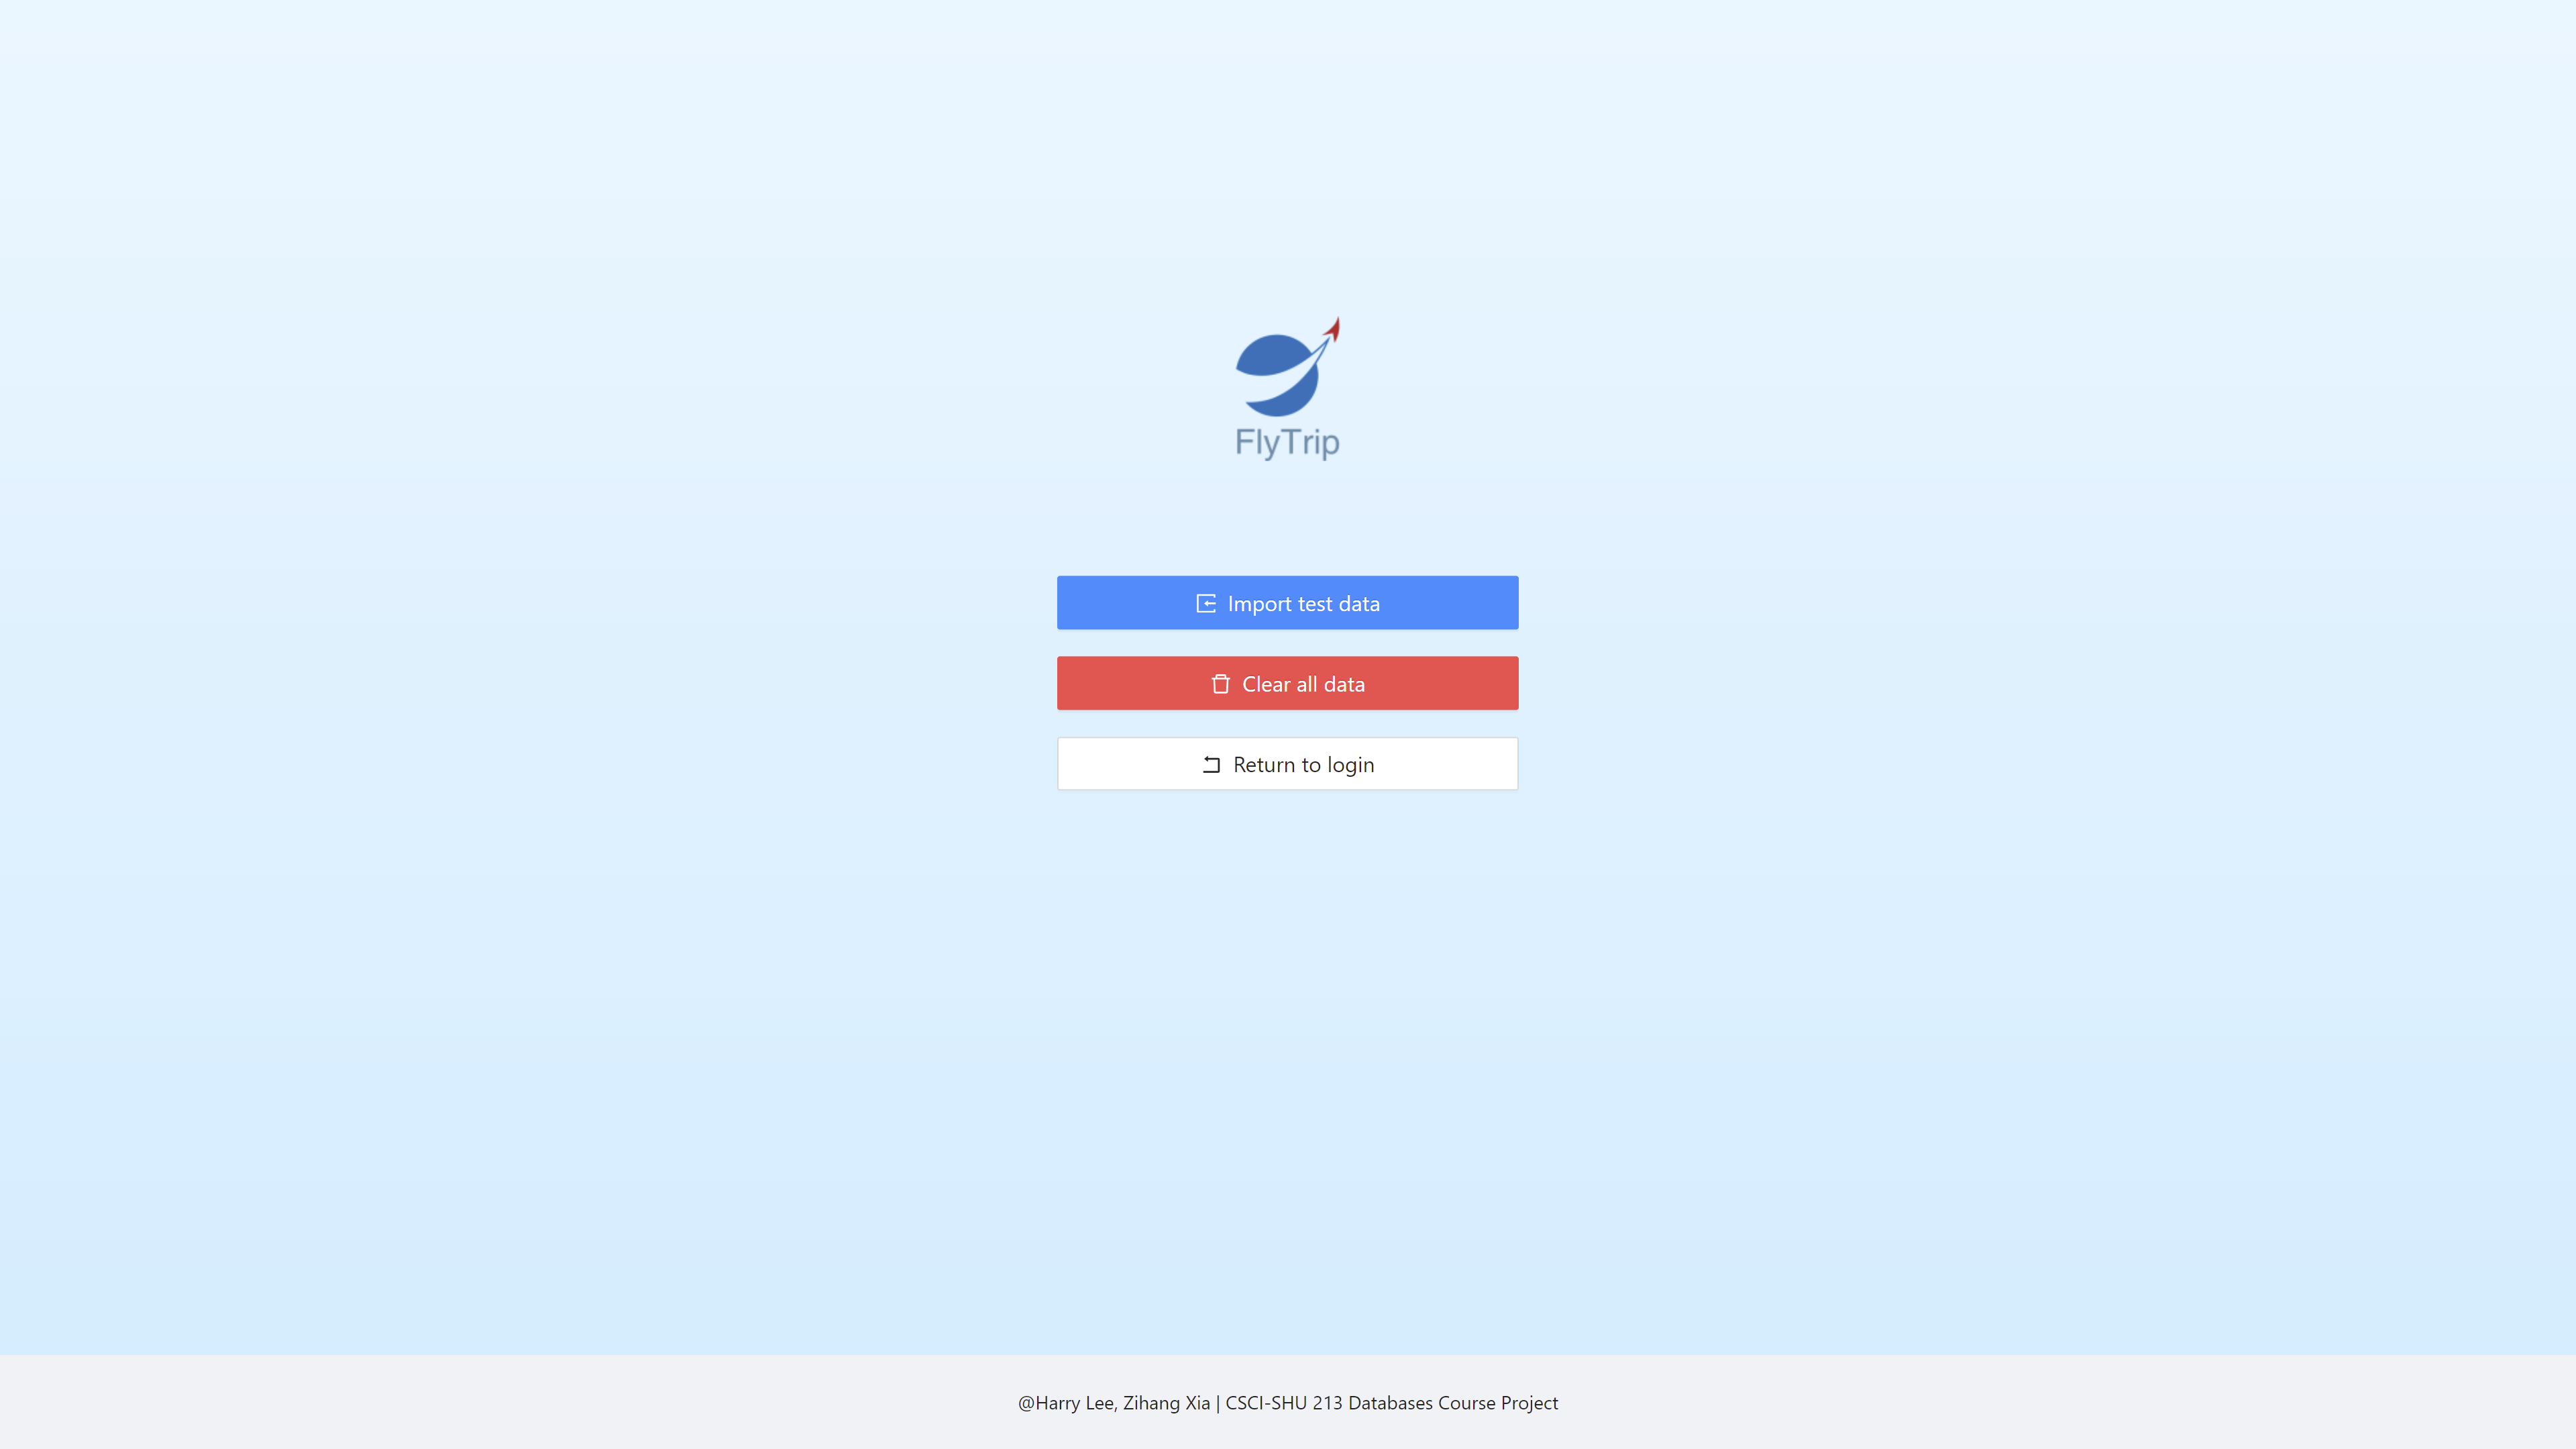 FlyTrip
Import test data
Clear all data
Return to login
@Harry Lee, Zihang Xia | CSCI-SHU 213 Databases Course Project